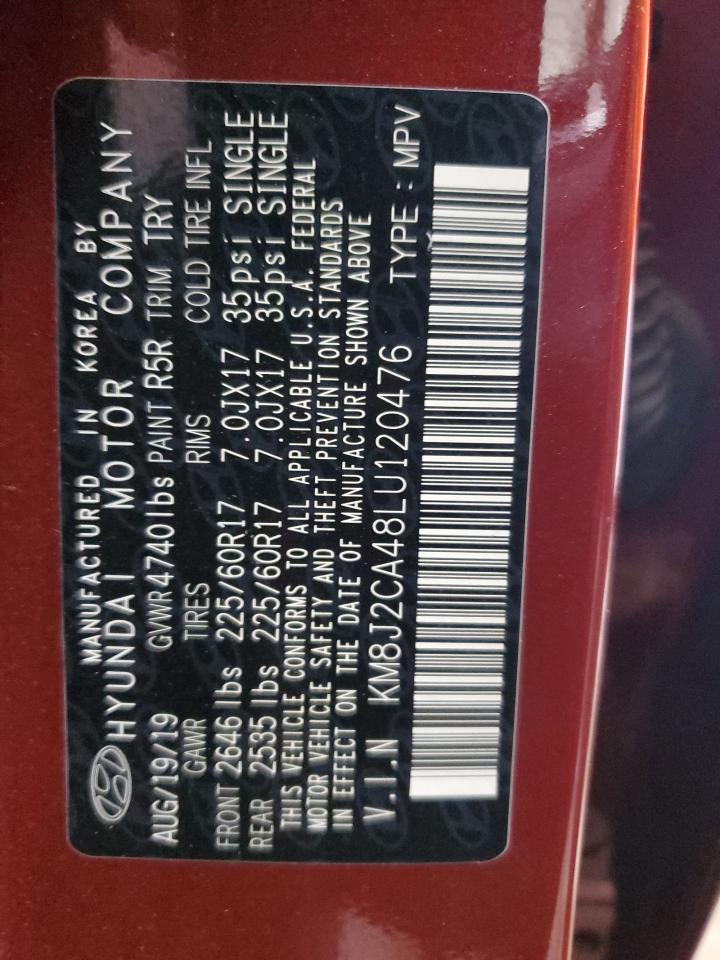 MANUFACTURED IN KOREA BY
HYUNDAI MOTOR COMPANY
AUG/19/19 GVWR4740lbs PAINT R5R TRIM TRY
GAWR TIRES RIMS COLD TIRE INFL
FRONT 2646 lbs 225/60R17 7.0JX17 35psi SINGLE
REAR 2535 lbs 225/60R17 7.0JX17 35psi SINGLE
THIS VEHICLE CONFORMS TO ALL APPLICABLE U.S.A. FEDERAL
MOTOR VEHICLE SAFETY AND THEFT PREVENTION STANDARDS
IN EFFECT ON THE DATE OF MANUFACTURE SHOWN ABOVE
V.I.N KM8J2CA48LU120476 TYPE : MPV